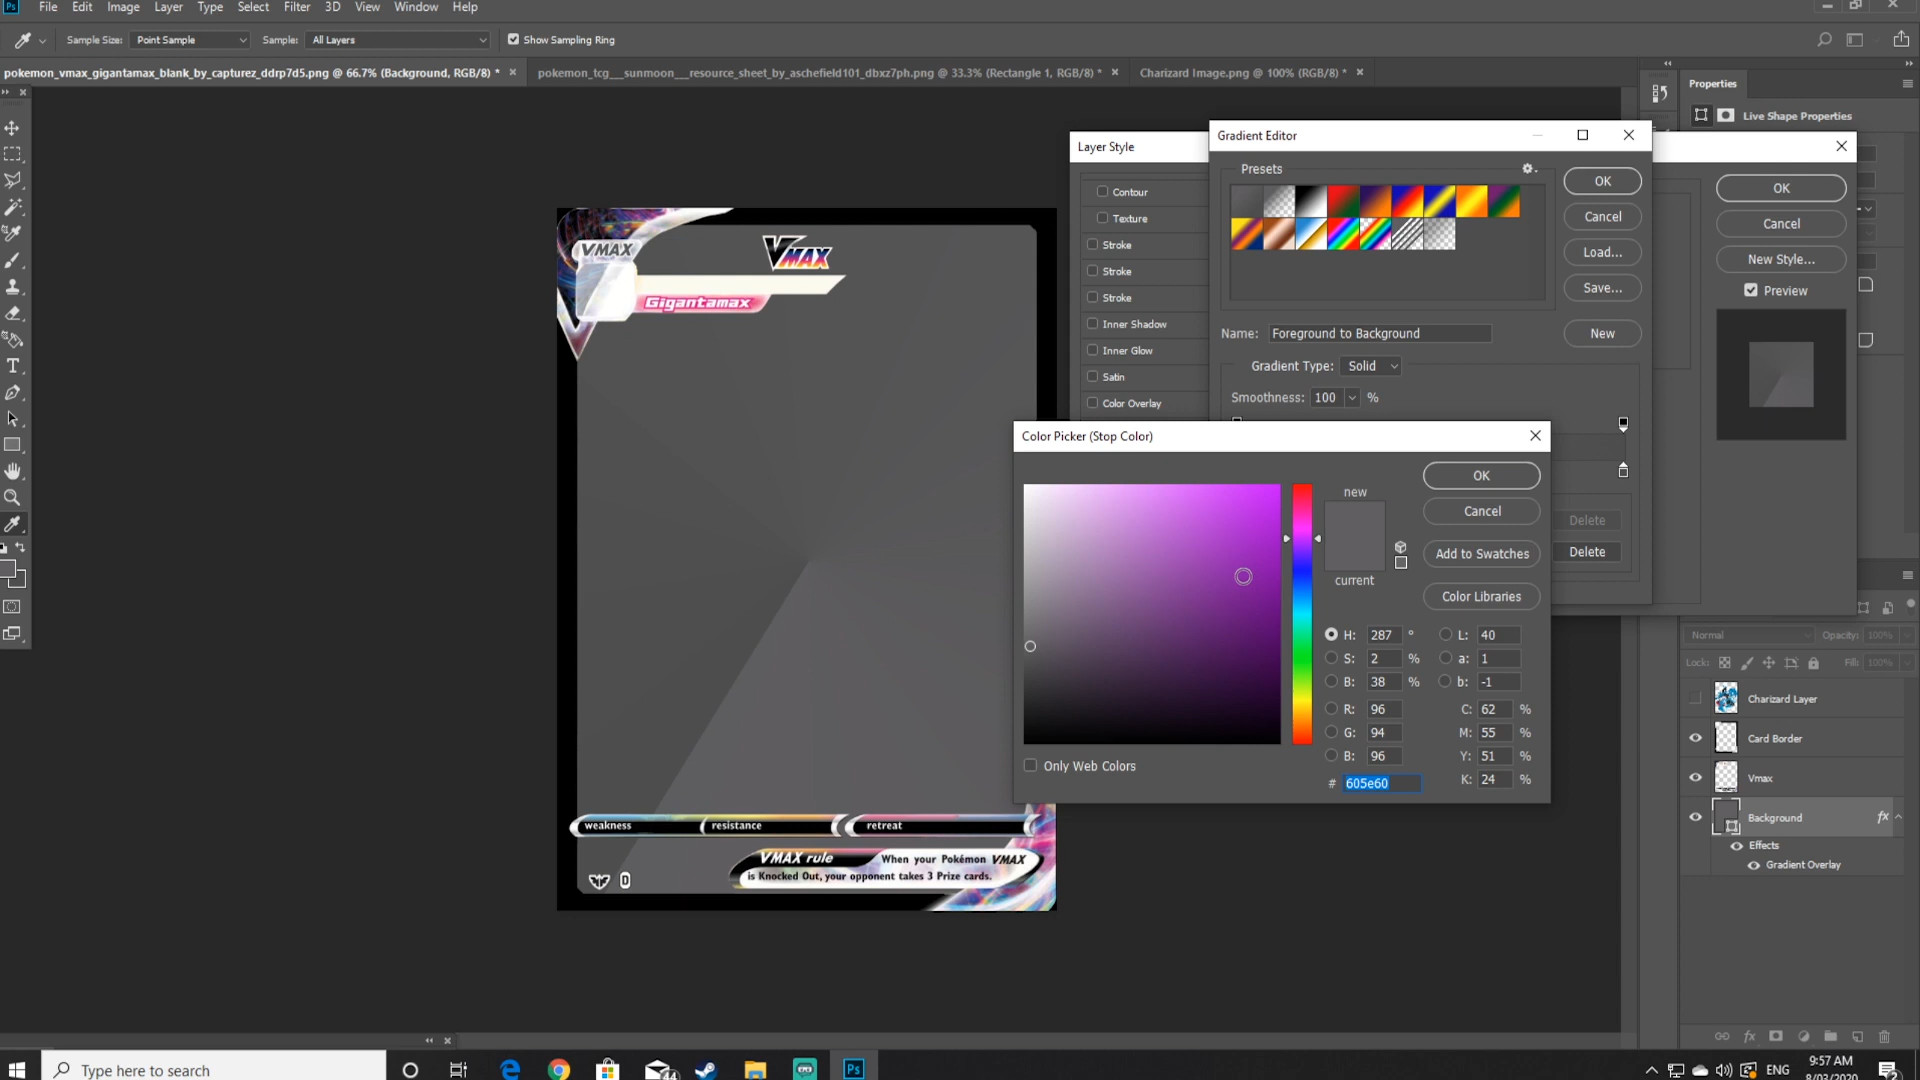 Ps File Edit Image Layer Type Select Filter 3D View Window Help
Sample Size: Point Sample Sample: All Layers Show Sampling Ring
pokemon_vmax_gigantamax_blank_by_capturez_ddrp7d5.png @ 66.7% (Background, RGB/8) * × pokemon_tcg___sunmoon___resource_sheet_by_aschefield101_dbxz7ph.png @ 33.3% (Rectangle 1, RGB/8) * × Charizard Image.png @ 100% (RGB/8) * ×
Properties
Live Shape Properties
Layer Style
Contour
Texture
Stroke
Stroke
Stroke
Inner Shadow
Inner Glow
Satin
Color Overlay
OK
Cancel
New Style...
Preview
Gradient Editor
Presets
OK
Cancel
Load...
Save...
Name: Foreground to Background
New
Gradient Type: Solid
Smoothness: 100 %
Delete
Delete
Color Picker (Stop Color)
new
current
OK
Cancel
Add to Swatches
Color Libraries
H: 287 ° L: 40
S: 2 % a: 1
B: 38 % b: -1
R: 96 C: 62 %
G: 94 M: 55 %
B: 96 Y: 51 %
# 605e60 K: 24 %
Only Web Colors
VMAX
VMAX
Gigantamax
weakness resistance retreat
VMAX rule When your Pokémon VMAX
is Knocked Out, your opponent takes 3 Prize cards.
D
Normal Opacity: 100%
Lock: Fill: 100%
Charizard Layer
Card Border
Vmax
Background fx
Effects
Gradient Overlay
fx
Type here to search
44
Ps
ENG
9:57 AM
8/03/2020
2